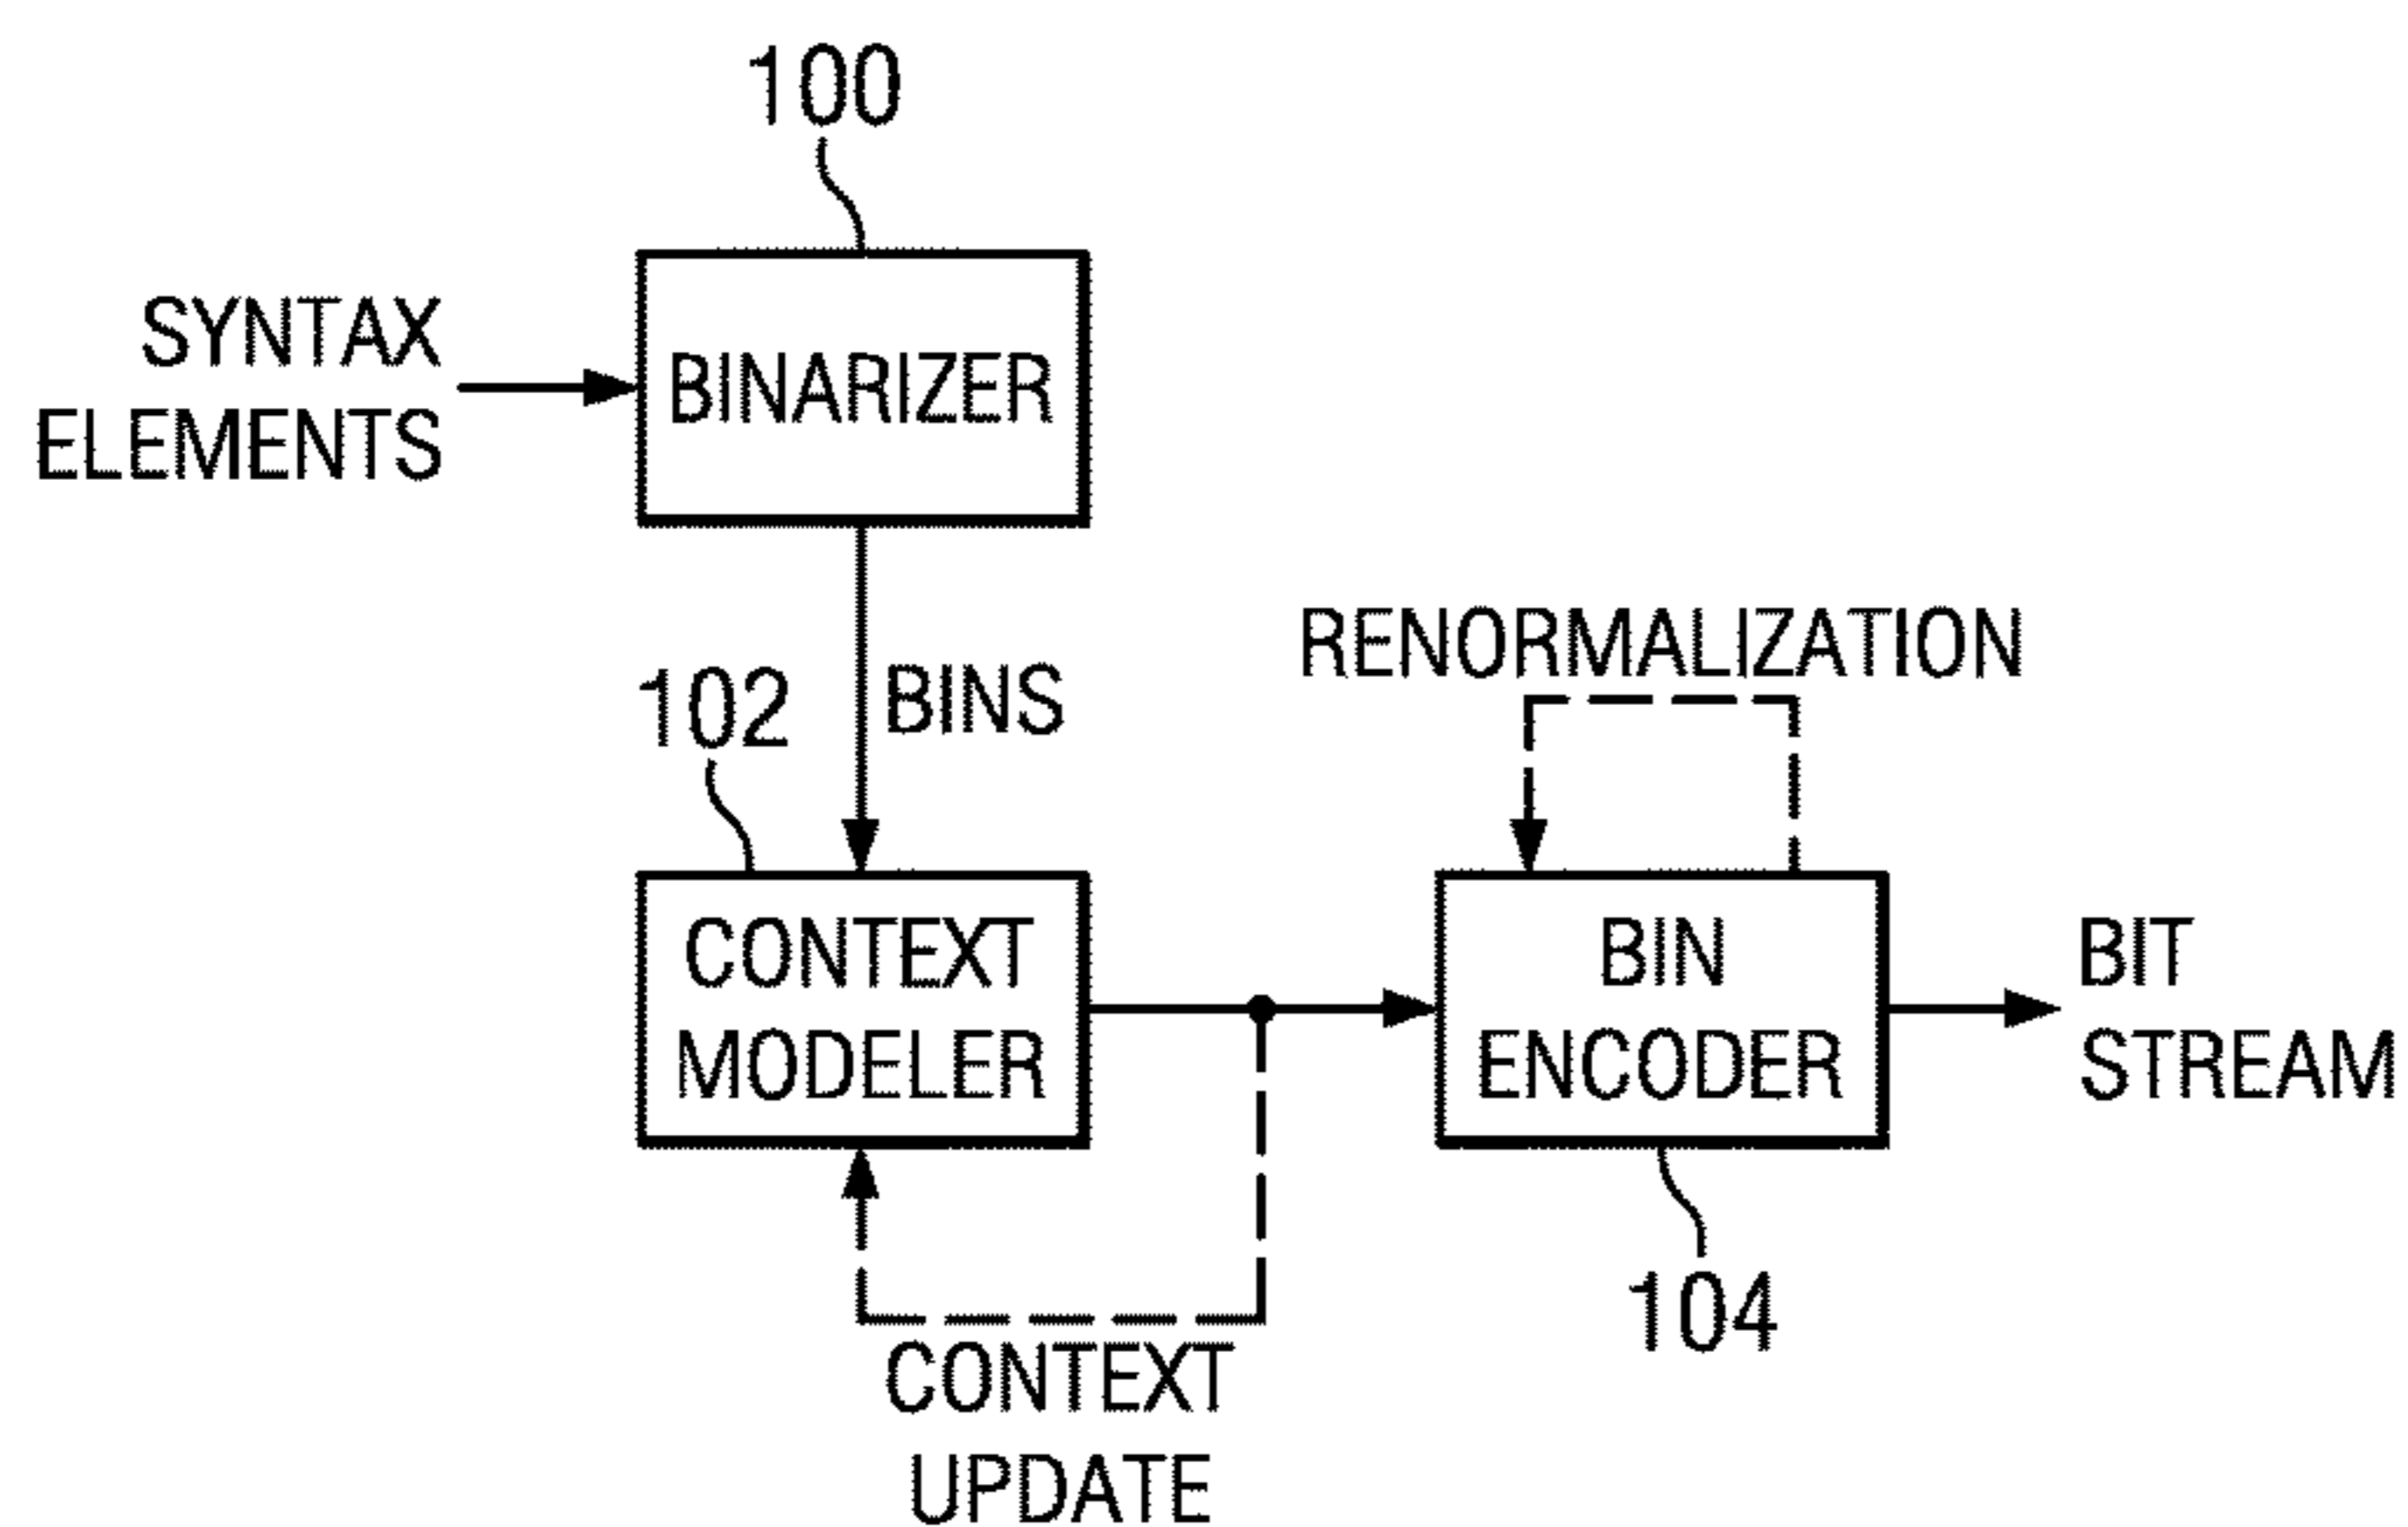 100
SYNTAX
ELEMENTS
BINARIZER
102
BINS
RENORMALIZATION
CONTEXT
MODELER
BIN
ENCODER
BIT
STREAM
104
CONTEXT
UPDATE